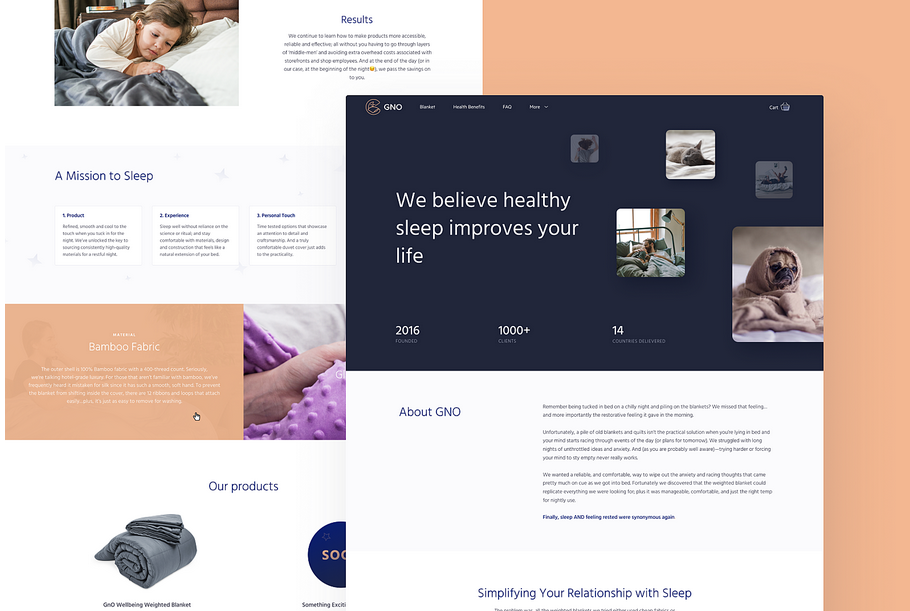 Results
We continue to learn how to make products more accessible,
reliable and effective; all without you having to go through layers
of 'middle-men' and avoiding extra overhead costs associated with
storefronts and shop employees. And at the end of the day (or in
our case, at the beginning of the night😉), we pass the savings on
to you.
A Mission to Sleep
1. Product
Refined, smooth and cool to the
touch when you tuck in for the
night. We've unlocked the key to
sourcing consistently high-quality
materials for a restful night.
2. Experience
Sleep well without reliance on the
science or ritual, and stay
comfortable with materials, design
and construction that feels like a
natural extension of your bed.
3. Personal Touch
Time tested options that showcase
an attention to detail and
craftsmanship. And a truly
comfortable duvet cover just adds
to the practicality.
MATERIAL
Bamboo Fabric
The outer shell is 100% Bamboo fabric with a 400-thread count. Seriously,
we're talking hotel-grade luxury. For those that aren't familiar with bamboo, we've
frequently heard it mistaken for silk since it has such a smooth, soft hand. To prevent
the blanket from shifting inside the cover, there are 12 ribbons and loops that attach
easily, plus, it's just as easy to remove for washing.
Our products
GnO Wellbeing Weighted Blanket
SOO
Something Exciti
GNO
Blanket
Health Benefits
FAQ
More
Cart
We believe healthy
sleep improves your
life
2016
FOUNDED
1000+
CLIENTS
14
COUNTRIES DELIEVERED
About GNO
Remember being tucked in bed on a chilly night and piling on the blankets? We missed that feeling...
and more importantly the restorative feeling it gave in the morning.
Unfortunately, a pile of old blankets and quilts isn't the practical solution when you're lying in bed and
your mind starts racing through events of the day (or plans for tomorrow). We struggled with long
nights of unthrottled ideas and anxiety. And (as you are probably well aware)—trying harder or forcing
your mind to sty empty never really works.
We wanted a reliable, and comfortable, way to wipe out the anxiety and racing thoughts that came
pretty much on cue as we got into bed. Fortunately we discovered that the weighted blanket could
replicate everything we were looking for, plus it was manageable, comfortable, and just the right temp
for nightly use.
Finally, sleep AND feeling rested were synonymous again.
Simplifying Your Relationship with Sleep